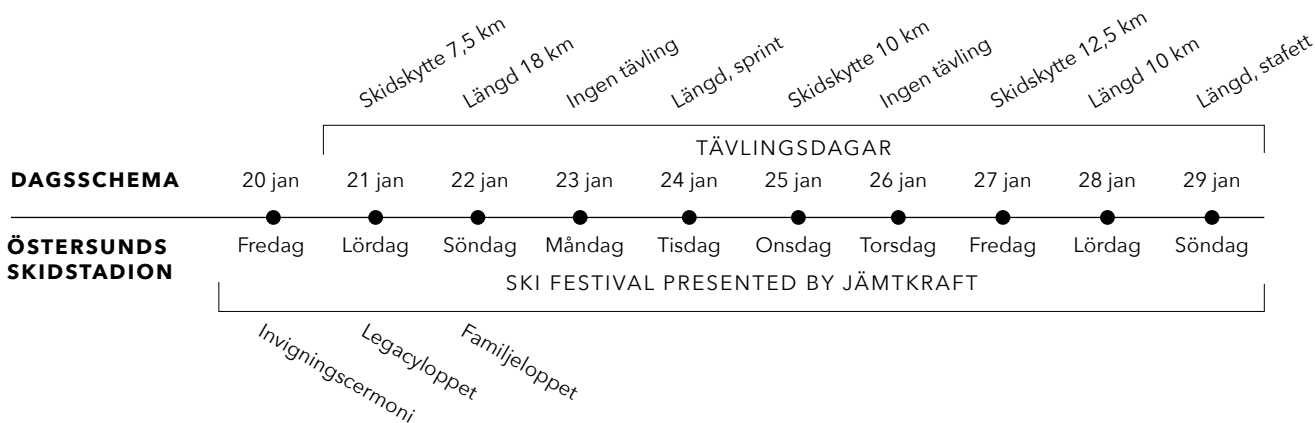 Skidskytte 7,5 km
Längd 18 km
Ingen tävling
Längd, sprint
Skidskytte 10 km
Ingen tävling
Skidskytte 12,5 km
Längd 10 km
Längd, stafett
TÄVLINGSDAGAR
DAGSSCHEMA 20 jan 21 jan 22 jan 23 jan 24 jan 25 jan 26 jan 27 jan 28 jan 29 jan
ÖSTERSUNDS
SKIDSTADION
Fredag Lördag Söndag Måndag Tisdag Onsdag Torsdag Fredag Lördag Söndag
SKI FESTIVAL PRESENTED BY JÄMTKRAFT
Invigningscermoni
Legacyloppet
Familjeloppet